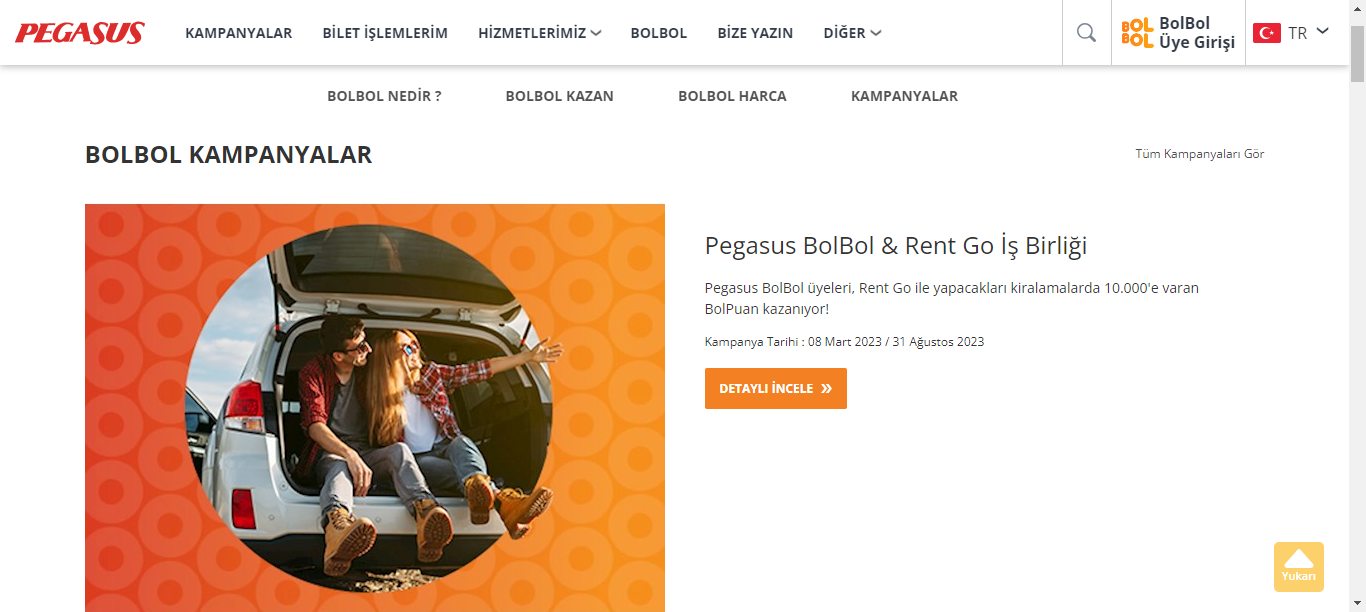 PEGASUS
KAMPANYALAR
BİLET İŞLEMLERİM
HİZMETLERİMİZ
BOLBOL
BİZE YAZIN
DİĞER
BOL
BOL
BolBol
Üye Girişi
TR
BOLBOL NEDİR ?
BOLBOL KAZAN
BOLBOL HARCA
KAMPANYALAR
BOLBOL KAMPANYALAR
Tüm Kampanyaları Gör
Pegasus BolBol & Rent Go İş Birliği
Pegasus BolBol üyeleri, Rent Go ile yapacakları kiralamalarda 10.000'e varan
BolPuan kazanıyor!
Kampanya Tarihi : 08 Mart 2023 / 31 Ağustos 2023
DETAYLI İNCELE »
Yukarı